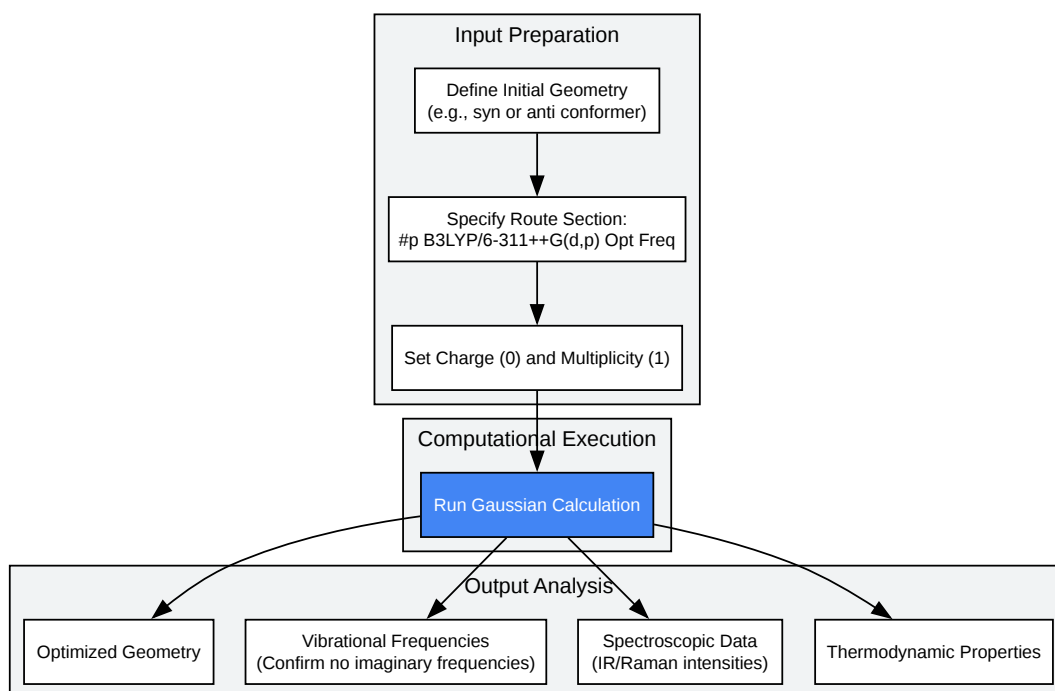 Input Preparation
Define Initial Geometry
(e.g., syn or anti conformer)
Specify Route Section:
#p B3LYP/6-311++G(d,p) Opt Freq
Set Charge (0) and Multiplicity (1)
Computational Execution
Run Gaussian Calculation
Output Analysis
Optimized Geometry
Vibrational Frequencies
(Confirm no imaginary frequencies)
Spectroscopic Data
(IR/Raman intensities)
Thermodynamic Properties